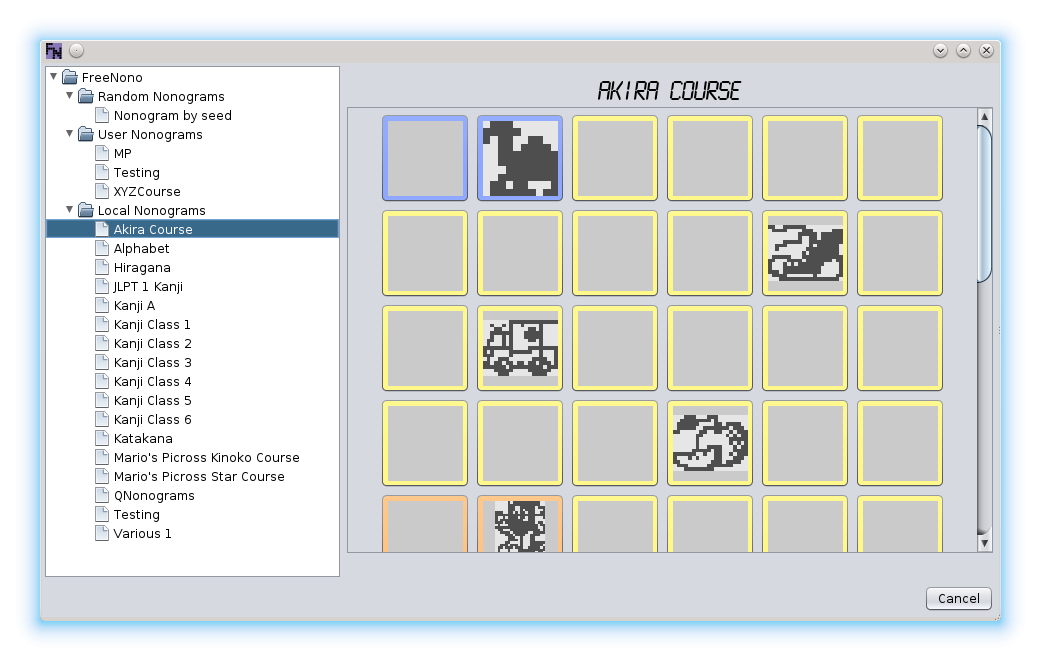 FN
AKIRA COURSE
FreeNono
Random Nonograms
Nonogram by seed
User Nonograms
MP
Testing
XYZCourse
Local Nonograms
Akira Course
Alphabet
Hiragana
JLPT 1 Kanji
Kanji A
Kanji Class 1
Kanji Class 2
Kanji Class 3
Kanji Class 4
Kanji Class 5
Kanji Class 6
Katakana
Mario's Picross Kinoko Course
Mario's Picross Star Course
QNonograms
Testing
Various 1
Cancel